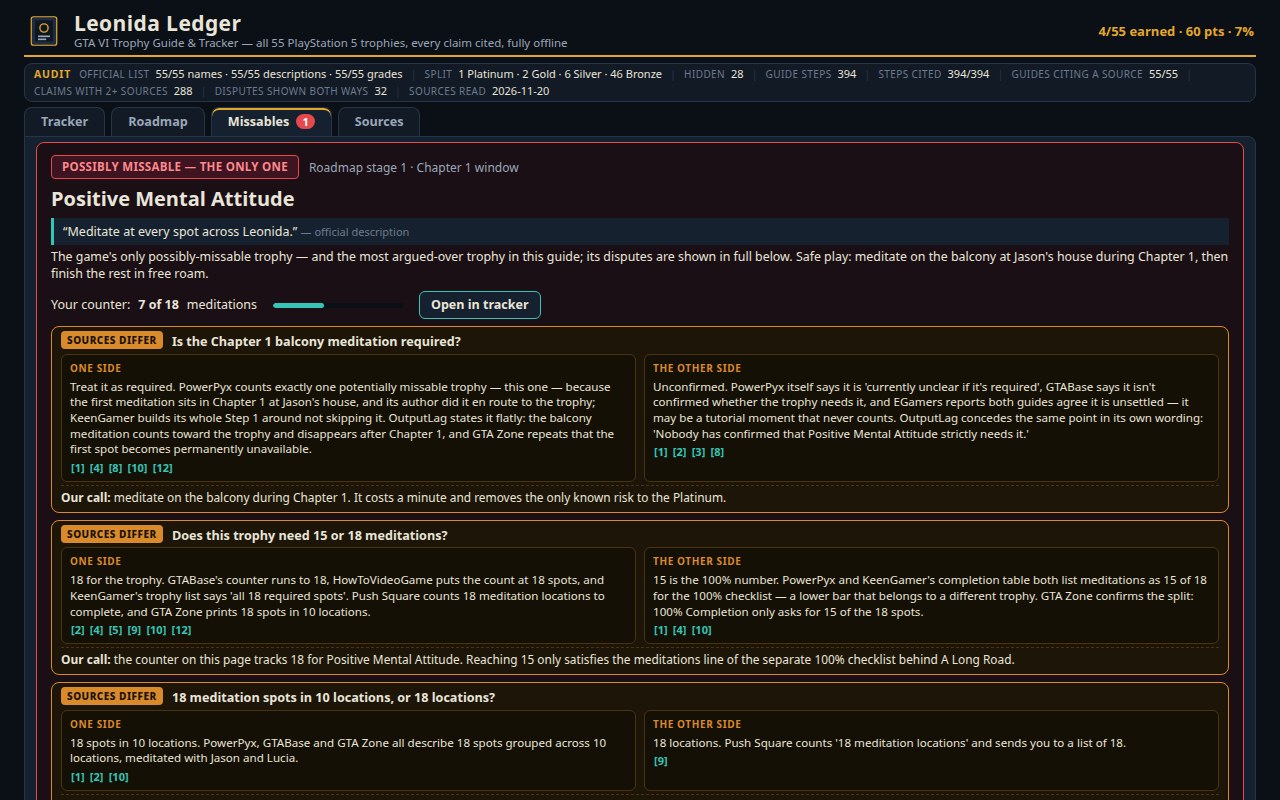 Leonida Ledger
GTA VI Trophy Guide & Tracker — all 55 PlayStation 5 trophies, every claim cited, fully offline
4/55 earned · 60 pts · 7%
AUDIT OFFICIAL LIST 55/55 names · 55/55 descriptions · 55/55 grades | SPLIT 1 Platinum · 2 Gold · 6 Silver · 46 Bronze | HIDDEN 28 | GUIDE STEPS 394 | STEPS CITED 394/394 | GUIDES CITING A SOURCE 55/55 |
CLAIMS WITH 2+ SOURCES 288 | DISPUTES SHOWN BOTH WAYS 32 | SOURCES READ 2026-11-20
Tracker Roadmap Missables 1 Sources
POSSIBLY MISSABLE — THE ONLY ONE Roadmap stage 1 · Chapter 1 window
Positive Mental Attitude
“Meditate at every spot across Leonida.” — official description
The game's only possibly-missable trophy — and the most argued-over trophy in this guide; its disputes are shown in full below. Safe play: meditate on the balcony at Jason's house during Chapter 1, then
finish the rest in free roam.
Your counter: 7 of 18 meditations Open in tracker
SOURCES DIFFER Is the Chapter 1 balcony meditation required?
ONE SIDE
Treat it as required. PowerPyx counts exactly one potentially missable trophy — this one — because
the first meditation sits in Chapter 1 at Jason's house, and its author did it en route to the trophy;
KeenGamer builds its whole Step 1 around not skipping it. OutputLag states it flatly: the balcony
meditation counts toward the trophy and disappears after Chapter 1, and GTA Zone repeats that the
first spot becomes permanently unavailable.
[1] [4] [8] [10] [12]
THE OTHER SIDE
Unconfirmed. PowerPyx itself says it is 'currently unclear if it's required', GTABase says it isn't
confirmed whether the trophy needs it, and EGamers reports both guides agree it is unsettled — it
may be a tutorial moment that never counts. OutputLag concedes the same point in its own wording:
'Nobody has confirmed that Positive Mental Attitude strictly needs it.'
[1] [2] [3] [8]
Our call: meditate on the balcony during Chapter 1. It costs a minute and removes the only known risk to the Platinum.
SOURCES DIFFER Does this trophy need 15 or 18 meditations?
ONE SIDE
18 for the trophy. GTABase's counter runs to 18, HowToVideoGame puts the count at 18 spots, and
KeenGamer's trophy list says 'all 18 required spots'. Push Square counts 18 meditation locations to
complete, and GTA Zone prints 18 spots in 10 locations.
[2] [4] [5] [9] [10] [12]
THE OTHER SIDE
15 is the 100% number. PowerPyx and KeenGamer's completion table both list meditations as 15 of 18
for the 100% checklist — a lower bar that belongs to a different trophy. GTA Zone confirms the split:
100% Completion only asks for 15 of the 18 spots.
[1] [4] [10]
Our call: the counter on this page tracks 18 for Positive Mental Attitude. Reaching 15 only satisfies the meditations line of the separate 100% checklist behind A Long Road.
SOURCES DIFFER 18 meditation spots in 10 locations, or 18 locations?
ONE SIDE
18 spots in 10 locations. PowerPyx, GTABase and GTA Zone all describe 18 spots grouped across 10
locations, meditated with Jason and Lucia.
[1] [2] [10]
THE OTHER SIDE
18 locations. Push Square counts '18 meditation locations' and sends you to a list of 18.
[9]